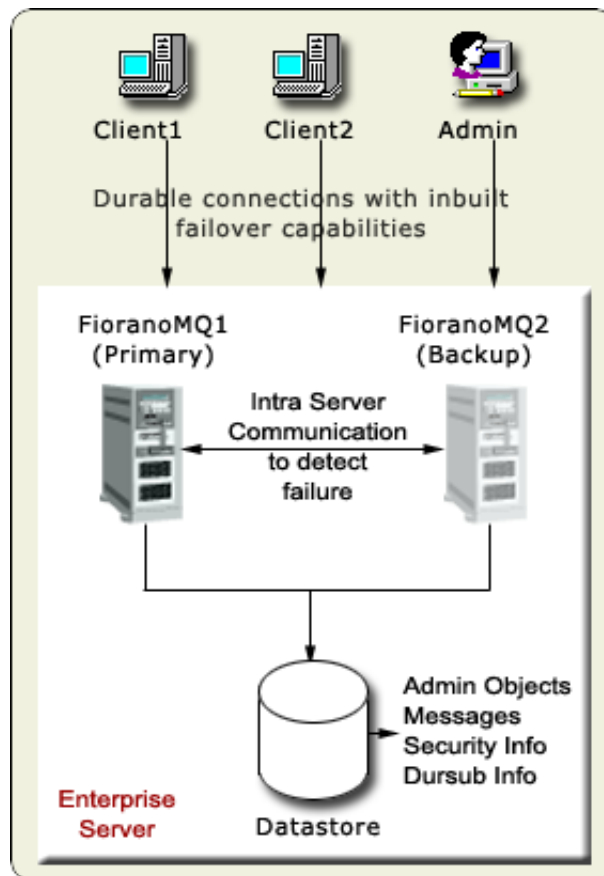 Client1
Client2
Admin
Durable connections with inbuilt
failover capabilities
FioranoMQ1
(Primary)
FioranoMQ2
(Backup)
Intra Server
Communication
to detect
failure
Admin Objects
Messages
Security Info
Dursub Info
Enterprise
Server
Datastore